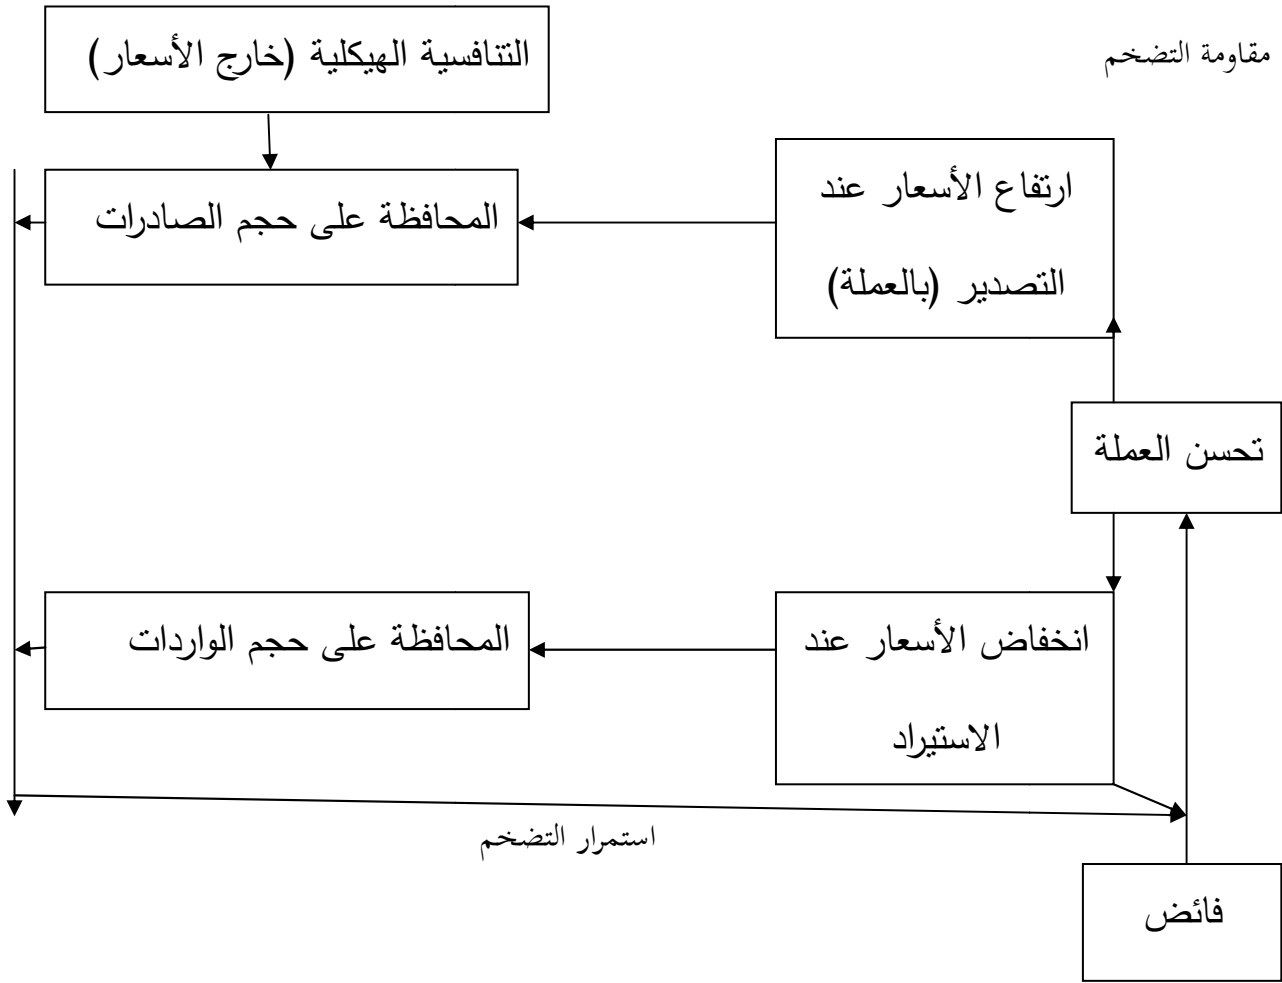 مقاومة التضخم
التنافسية الهيكلية (خارج الأسعار)
ارتفاع الأسعار عند
التصدير (بالعملة)
المحافظة على حجم الصادرات
تحسن العملة
انخفاض الأسعار عند
الاستيراد
المحافظة على حجم الواردات
استمرار التضخم
فائض